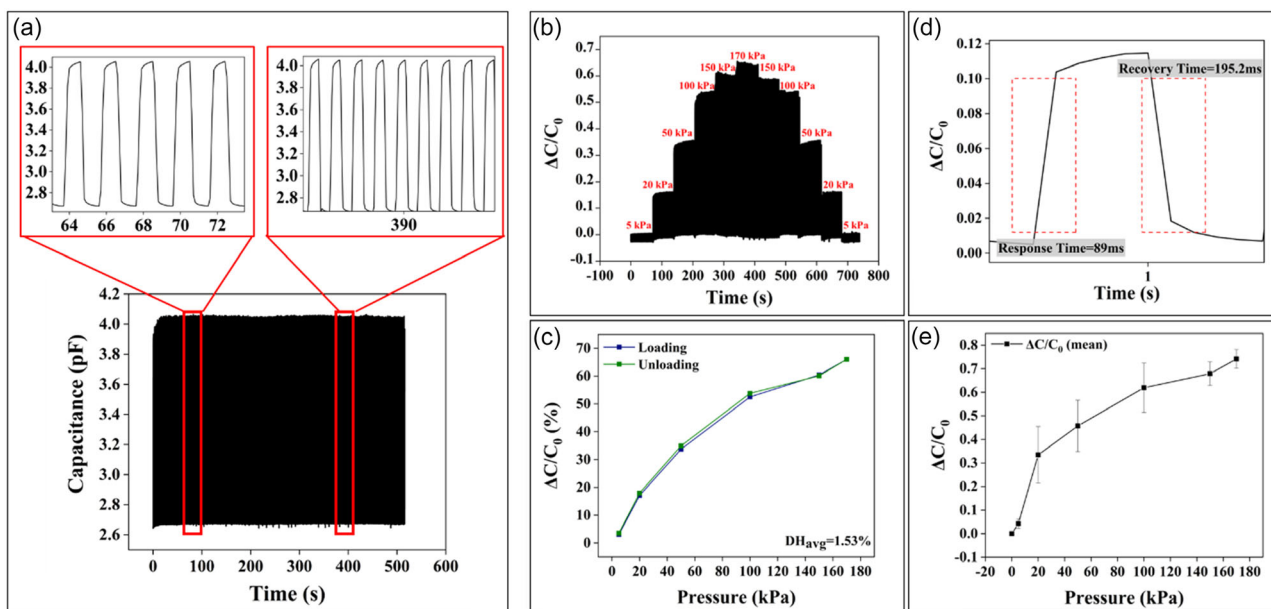 (a)
4.0
3.8
3.6
3.4
3.2
3.0
2.8
64 66 68 70 72
4.0
3.8
3.6
3.4
3.2
3.0
2.8
390
4.2
4.0
3.8
3.6
3.4
3.2
3.0
2.8
2.6
Capacitance (pF)
0 100 200 300 400 500 600
Time (s)
(b)
0.7
0.6
0.5
0.4
0.3
0.2
0.1
0.0
-0.1
ΔC/C0
5 kPa
20 kPa
50 kPa
100 kPa
150 kPa
170 kPa
150 kPa
100 kPa
50 kPa
20 kPa
5 kPa
-100 0 100 200 300 400 500 600 700 800
Time (s)
(c)
70
60
50
40
30
20
10
0
ΔC/C0 (%)
Loading
Unloading
DHavg=1.53%
0 20 40 60 80 100 120 140 160 180
Pressure (kPa)
(d)
0.12
0.10
0.08
0.06
0.04
0.02
0.00
ΔC/C0
Recovery Time=195.2ms
Response Time=89ms
1
Time (s)
(e)
0.8
0.7
0.6
0.5
0.4
0.3
0.2
0.1
0.0
-0.1
ΔC/C0
ΔC/C0 (mean)
-20 0 20 40 60 80 100 120 140 160 180
Pressure (kPa)